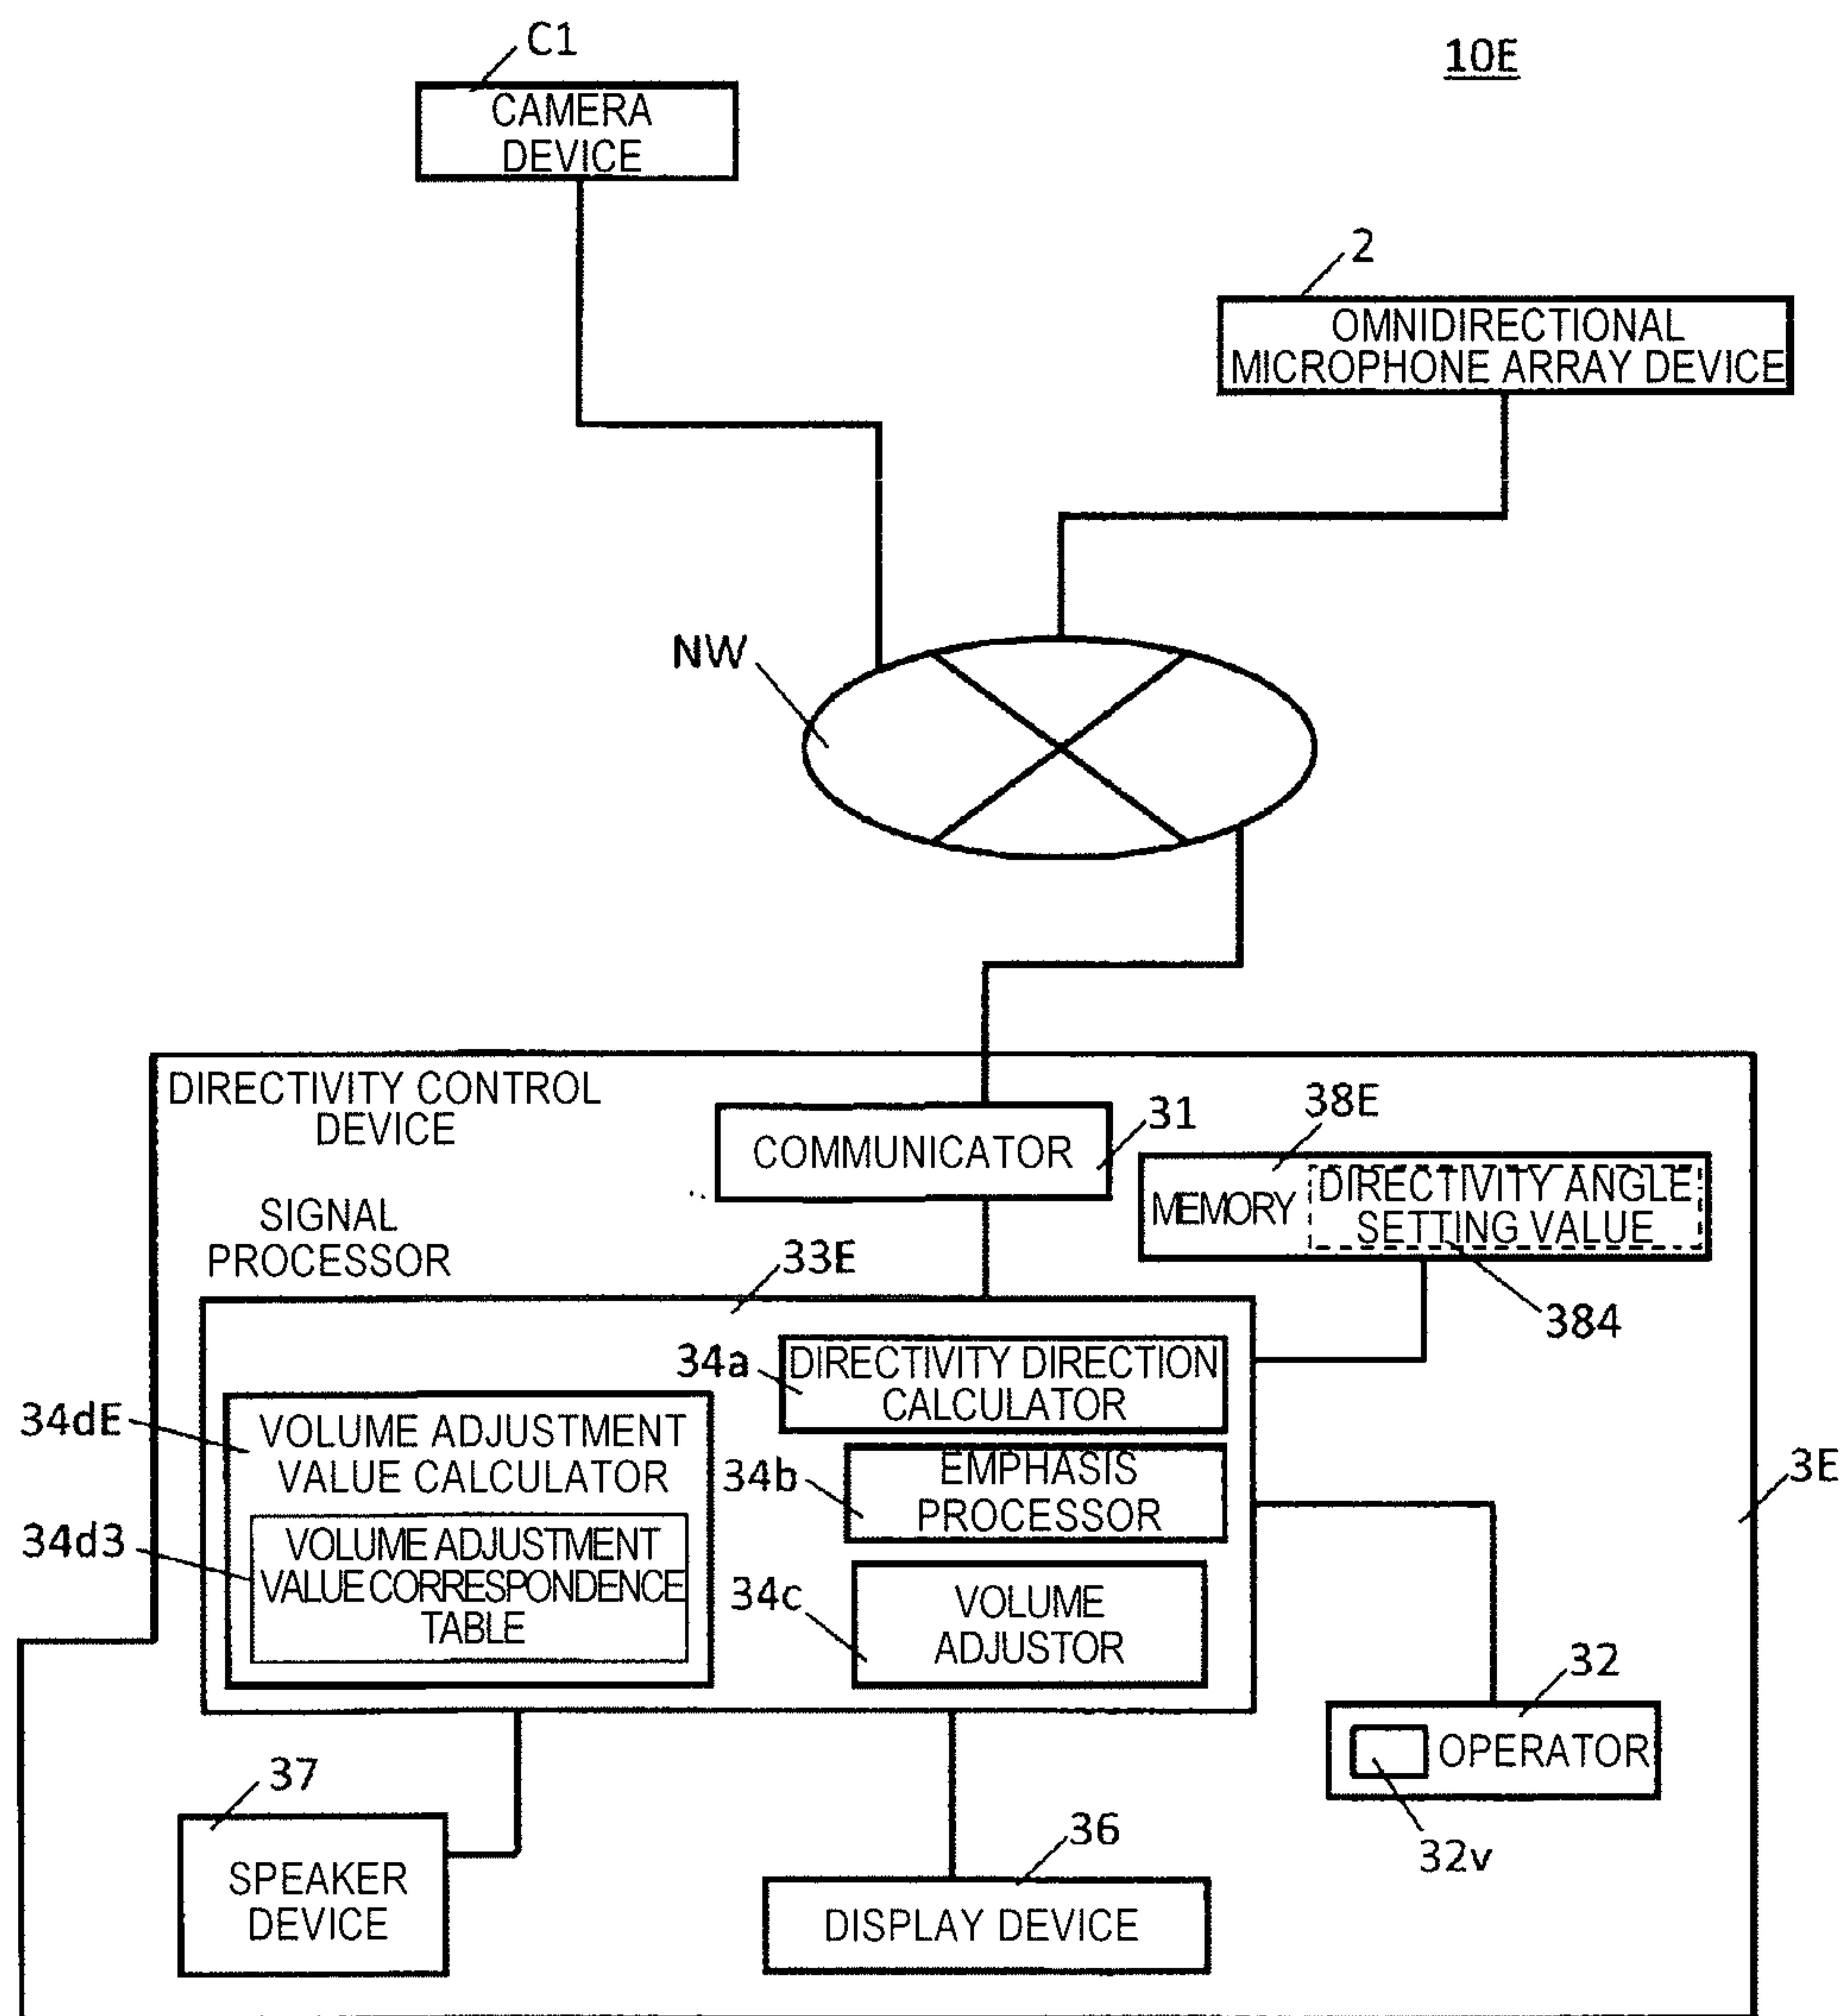 C1
10E
CAMERA
DEVICE
2
OMNIDIRECTIONAL
MICROPHONE ARRAY DEVICE
NW
DIRECTIVITY CONTROL
DEVICE
31
COMMUNICATOR
38E
MEMORY
DIRECTIVITY ANGLE
SETTING VALUE
384
SIGNAL
PROCESSOR
33E
34a
DIRECTIVITY DIRECTION
CALCULATOR
34dE
VOLUME ADJUSTMENT
VALUE CALCULATOR
34b
EMPHASIS
PROCESSOR
3E
34d3
VOLUME ADJUSTMENT
VALUE CORRESPONDENCE
TABLE
34c
VOLUME
ADJUSTOR
32
OPERATOR
32v
37
SPEAKER
DEVICE
36
DISPLAY DEVICE